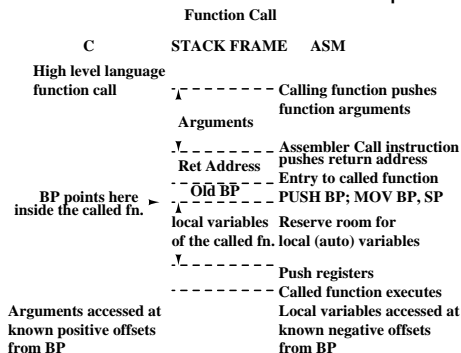 Function Call
C STACK FRAME ASM
High level language
function call
Calling function pushes
function arguments
Arguments
Assembler Call instruction
pushes return address
Ret Address
Entry to called function
Old BP
PUSH BP; MOV BP, SP
BP points here
inside the called fn.
local variables
of the called fn.
Reserve room for
local (auto) variables
Push registers
Called function executes
Arguments accessed at
known positive offsets
from BP
Local variables accessed at
known negative offsets
from BP